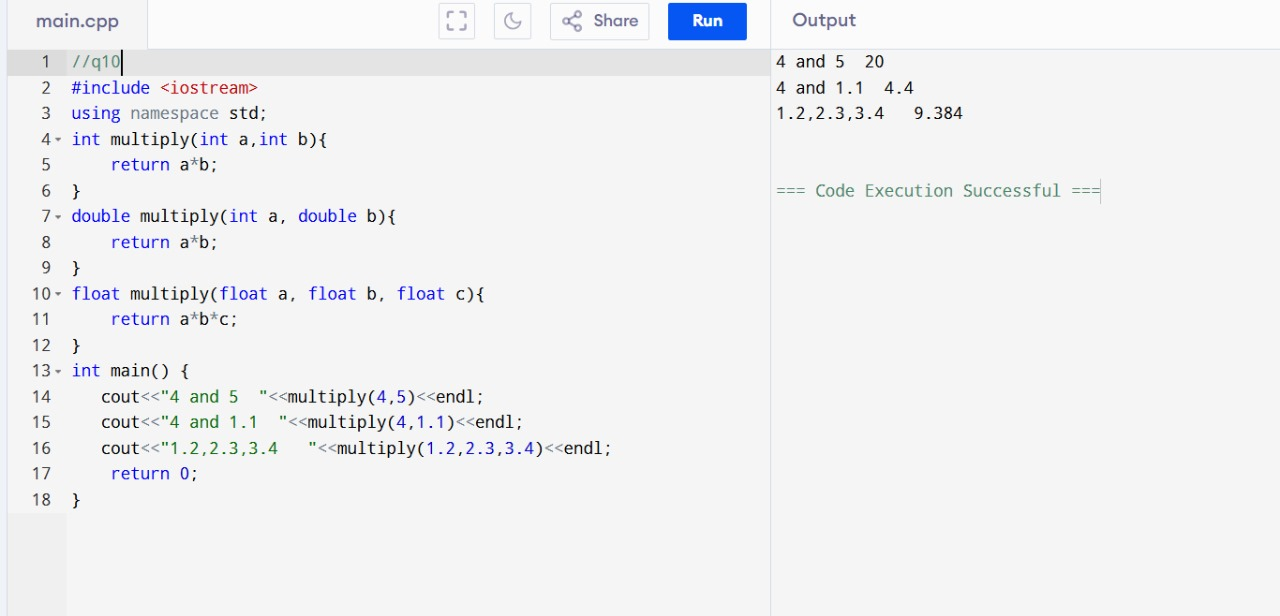 main.cpp
Share
Run
Output
1 //q10
2 #include <iostream>
3 using namespace std;
4 int multiply(int a,int b){
5     return a*b;
6 }
7 double multiply(int a, double b){
8     return a*b;
9 }
10 float multiply(float a, float b, float c){
11     return a*b*c;
12 }
13 int main() {
14    cout<<"4 and 5  "<<multiply(4,5)<<endl;
15    cout<<"4 and 1.1  "<<multiply(4,1.1)<<endl;
16    cout<<"1.2,2.3,3.4   "<<multiply(1.2,2.3,3.4)<<endl;
17     return 0;
18 }
4 and 5  20
4 and 1.1  4.4
1.2,2.3,3.4   9.384
=== Code Execution Successful ===